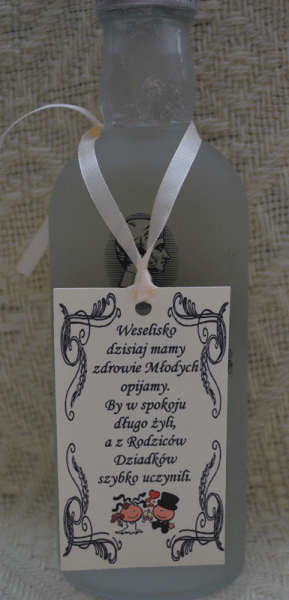 Weselisko
dzisiaj mamy
zdrowie Młodych
opijamy.
By w spokoju
długo żyli,
a z Rodziców
Dziadków
szybko uczynili.